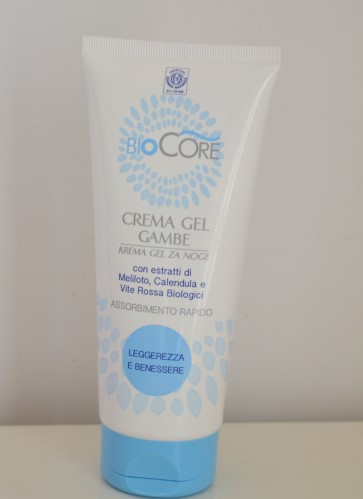 BIOCORE
CREMA GEL
GAMBE
KREMA GEL ZA NOGE
con estratti di
Meliloto, Calendula e
Vite Rossa Biologici
ASSORBIMENTO RAPIDO
LEGGEREZZA
E BENESSERE